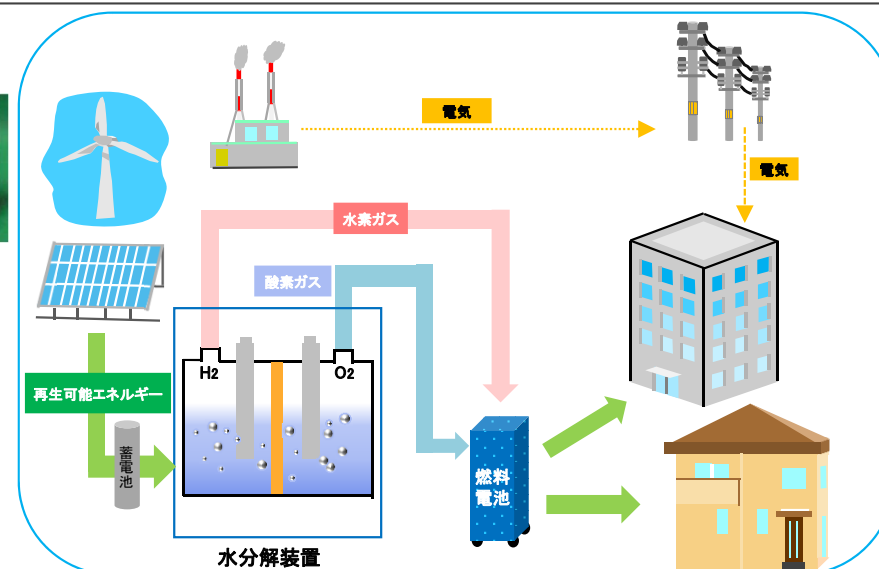 電気
電気
水素ガス
酸素ガス
H2
O2
再生可能エネルギー
蓄電池
燃料
電池
水分解装置